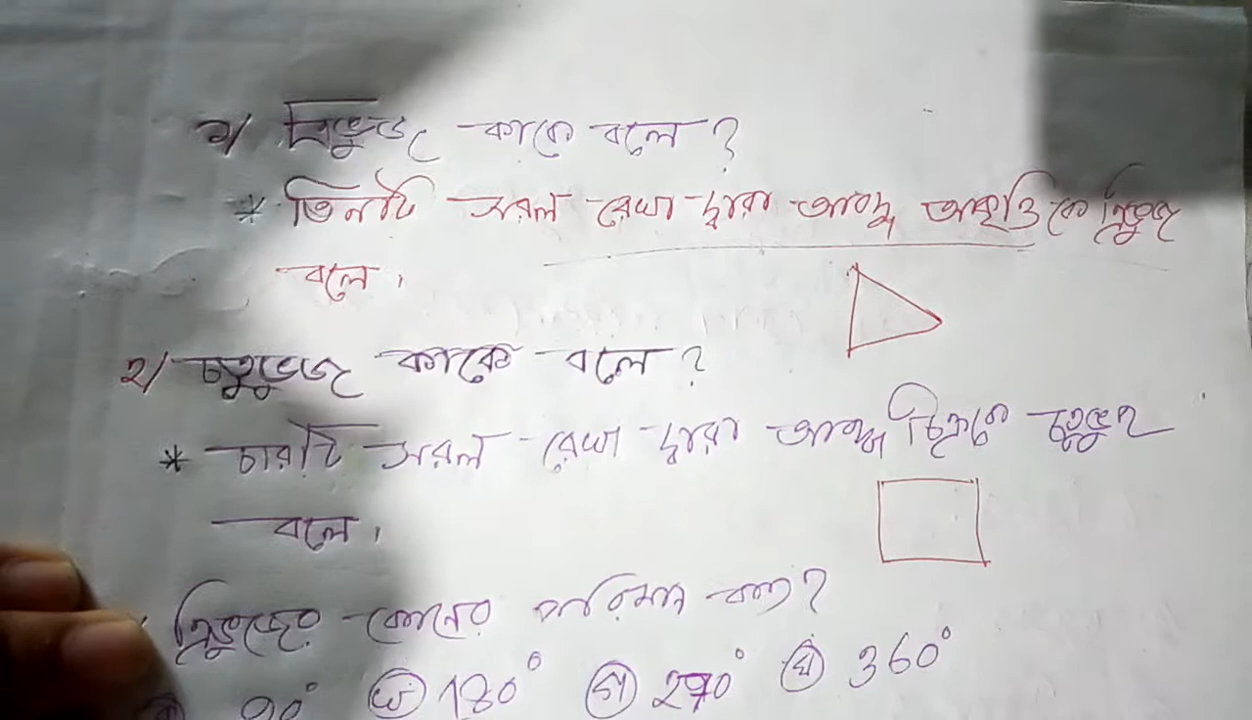 ১/ ত্রিভুজ কাকে বলে?
* তিনটি সরল রেখা দ্বারা আবদ্ধ আকৃতিকে ত্রিভুজ
বলে।
২/ চতুভুজ কাকে বলে?
* চারটি সরল রেখা দ্বারা আবদ্ধ চিত্রকে চতুভুজ
বলে।
ত্রিভুজের কোনের পরিমান কত?
90° খ 180° গ 270° ঘ 360°